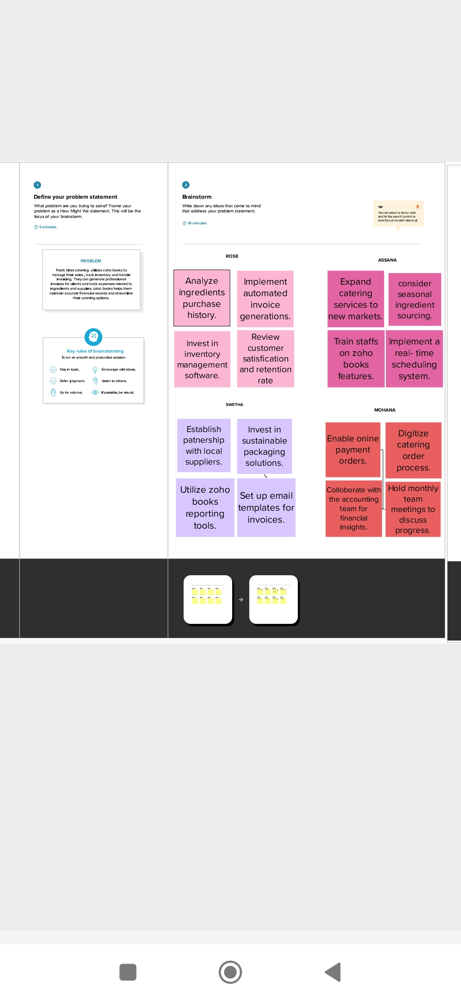 1
Define your problem statement
What problem are you trying to solve? Frame your
problem as a How Might We statement. This will be the
focus of your brainstorm.
5 minutes
PROBLEM
Fresh bites catering utilizes zoho books to
manage their sales , track inventory and handle
invoicing. They can generate professional
invoices for clients and track expenses related to
ingredients and supplies. zoho books helps them
maintain accurate financial records and streamline
their catering options.
Key rules of brainstorming
To run an smooth and productive session
Stay in topic.
Encourage wild ideas.
Defer judgment.
Listen to others.
Go for volume.
If possible, be visual.
2
Brainstorm
Write down any ideas that come to mind
that address your problem statement.
10 minutes
TIP
You can select a sticky note
and hit the pencil [switch to
sketch] icon to start drawing!
ROSE
Analyze
ingredients
purchase
history.
Implement
automated
invoice
generations.
Invest in
inventory
management
software.
Review
customer
satisfication
and retention
rate
ASSANA
Expand
catering
services to
new markets.
consider
seasonal
ingredient
sourcing.
Train staffs
on zoho
books
features.
Implement a
real- time
scheduling
system.
SWETHA
Establish
patnership
with local
suppliers.
Invest in
sustainable
packaging
solutions.
Utilize zoho
books
reporting
tools.
Set up email
templates for
invoices.
MOHANA
Enable onine
payment
orders.
Digitize
catering
order
process.
Colloborate with
the accounting
team for
financial
insights.
Hold monthly
team
meetings to
discuss
progress.